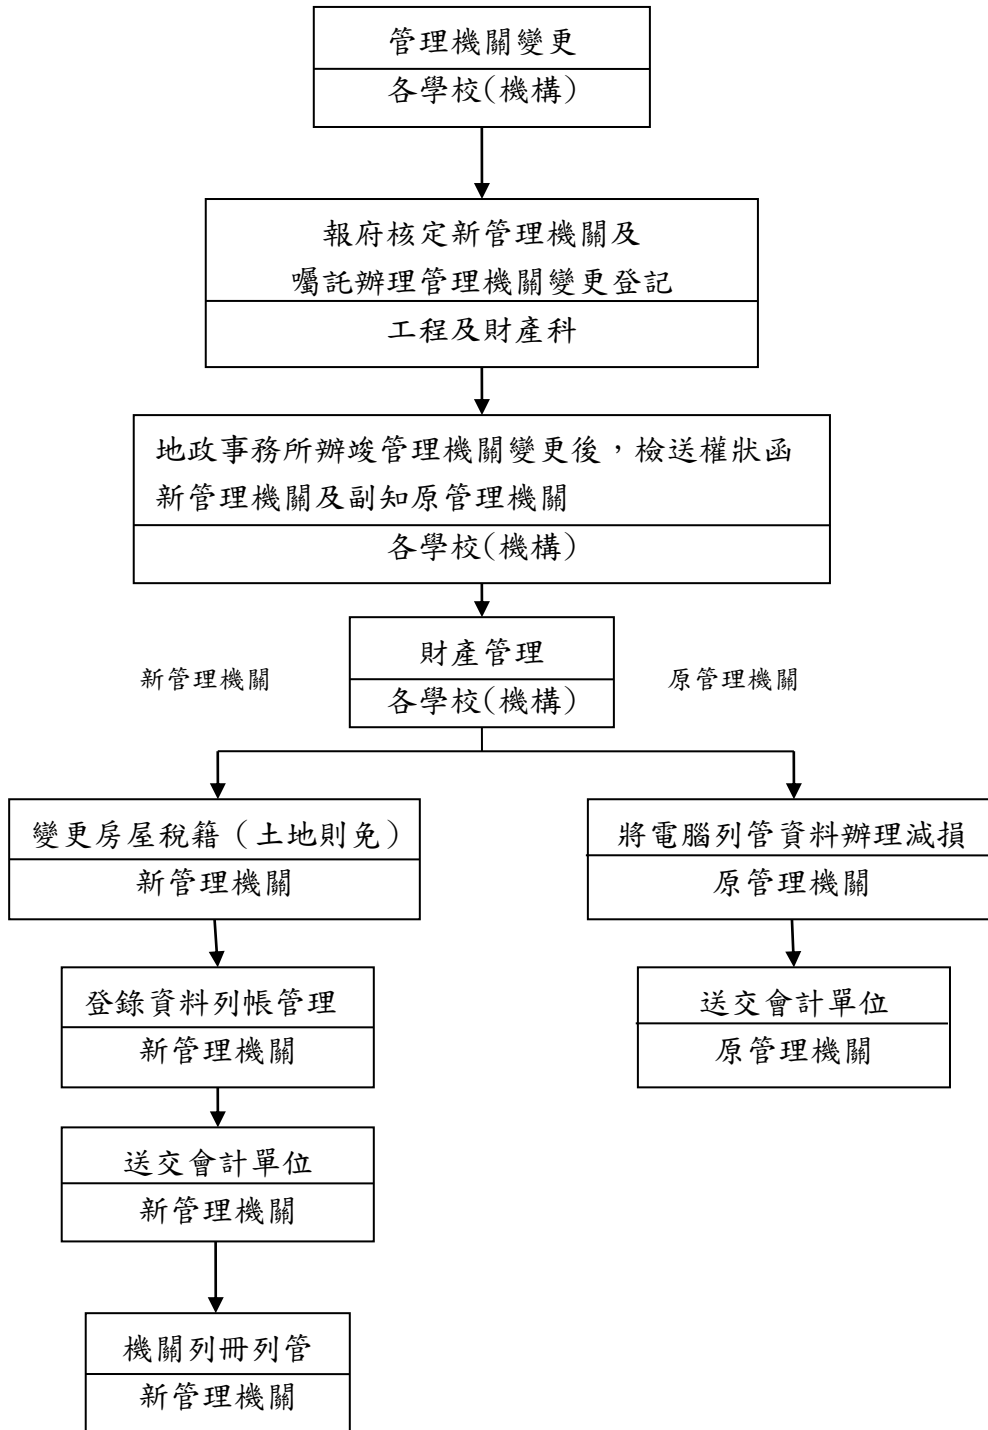 管理機關變更
各學校(機構)
報府核定新管理機關及
囑託辦理管理機關變更登記
工程及財產科
地政事務所辦竣管理機關變更後，檢送權狀函
新管理機關及副知原管理機關
各學校(機構)
財產管理
各學校(機構)
新管理機關
原管理機關
變更房屋稅籍（土地則免）
新管理機關
登錄資料列帳管理
新管理機關
送交會計單位
新管理機關
機關列冊列管
新管理機關
將電腦列管資料辦理減損
原管理機關
送交會計單位
原管理機關